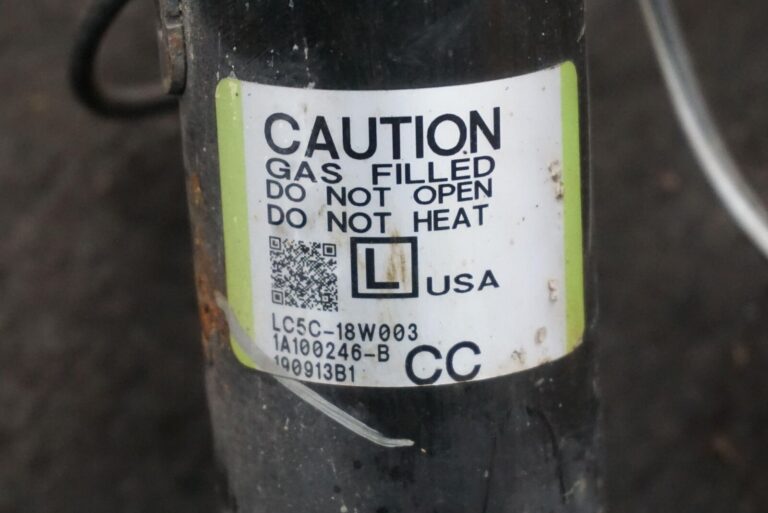 CAUTION
GAS FILLED
DO NOT OPEN
DO NOT HEAT
L USA
LC5C-18W003
1A100246-B
190913B1 CC